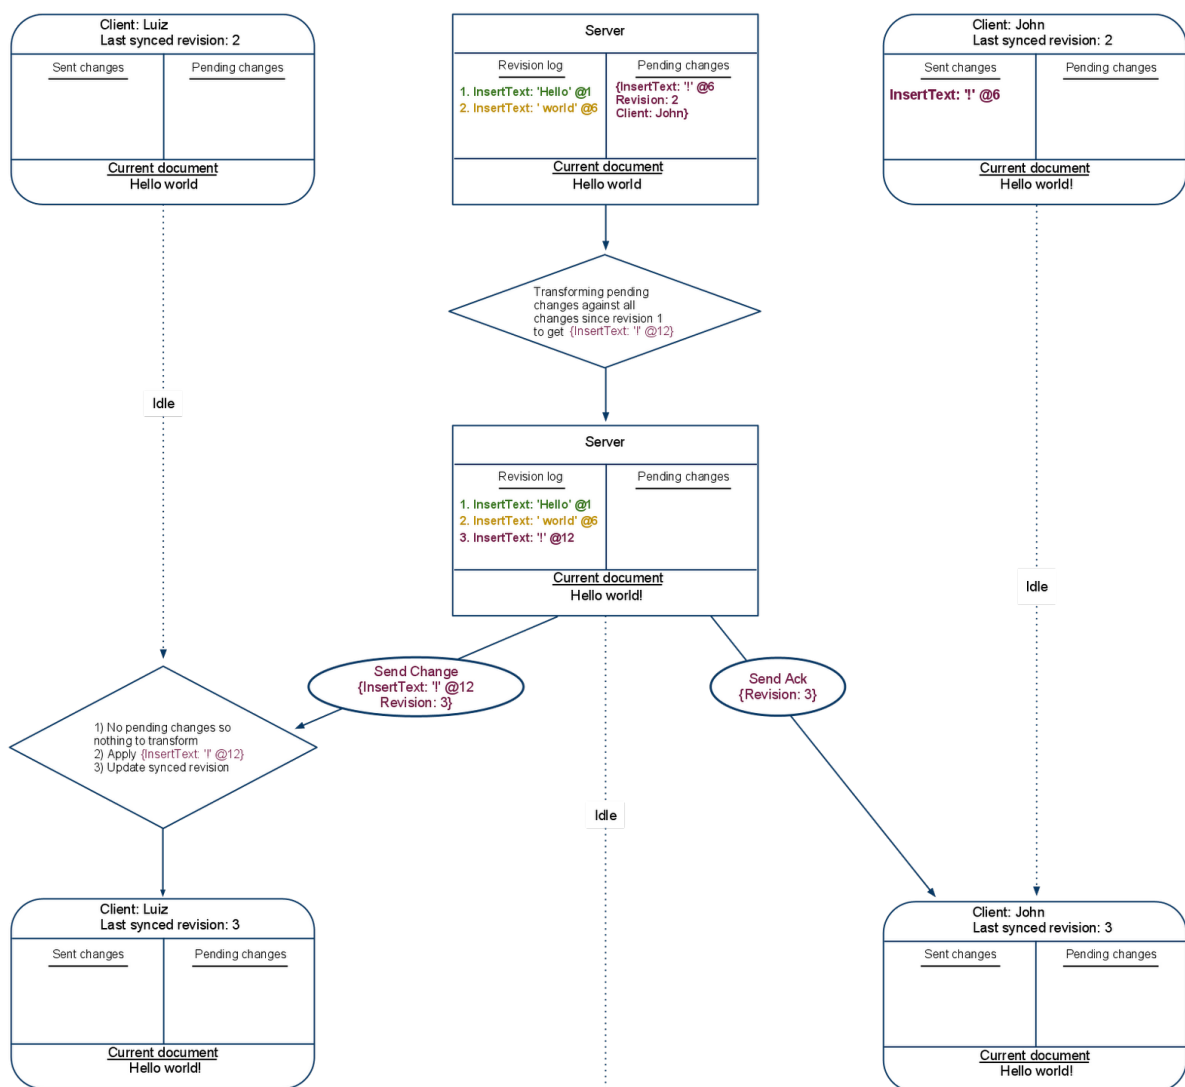 Client: Luiz
Last synced revision: 2
Sent changes
Pending changes
Current document
Hello world
Server
Revision log
1. InsertText: 'Hello' @1
2. InsertText: ' world' @6
Pending changes
{InsertText: '!' @6
Revision: 2
Client: John}
Current document
Hello world
Client: John
Last synced revision: 2
Sent changes
InsertText: '!' @6
Pending changes
Current document
Hello world!
Transforming pending
changes against all
changes since revision 1
to get {InsertText: '!' @12}
Idle
Server
Revision log
1. InsertText: 'Hello' @1
2. InsertText: ' world' @6
3. InsertText: '!' @12
Pending changes
Current document
Hello world!
Idle
Send Change
{InsertText: '!' @12
Revision: 3}
Send Ack
{Revision: 3}
1) No pending changes so
nothing to transform
2) Apply {InsertText: '!' @12}
3) Update synced revision
Idle
Client: Luiz
Last synced revision: 3
Sent changes
Pending changes
Current document
Hello world!
Client: John
Last synced revision: 3
Sent changes
Pending changes
Current document
Hello world!